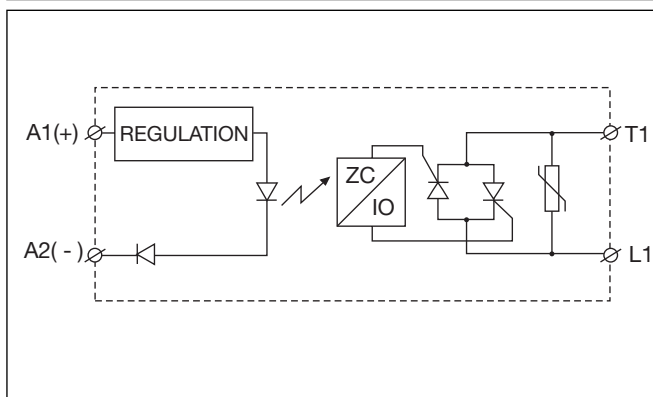 A1(+)
REGULATION
T1
ZC
IO
A2( - )
L1